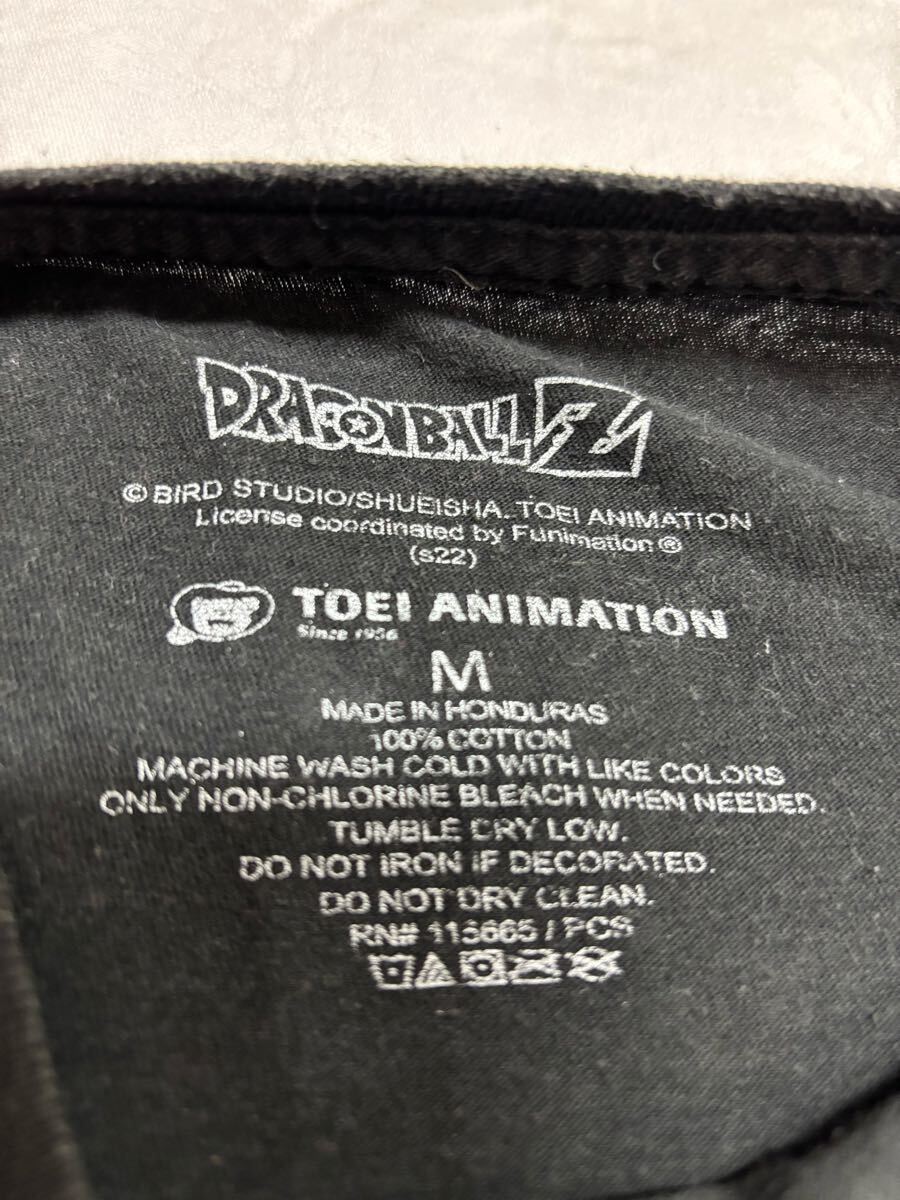 DRAGONBALL Z
© BIRD STUDIO/SHUEISHA, TOEI ANIMATION
License coordinated by Funimation®
(s22)
TOEI ANIMATION
Since 1956
M
MADE IN HONDURAS
100% COTTON
MACHINE WASH COLD WITH LIKE COLORS
ONLY NON-CHLORINE BLEACH WHEN NEEDED.
TUMBLE DRY LOW.
DO NOT IRON IF DECORATED.
DO NOT DRY CLEAN.
RN# 113665 / PCS